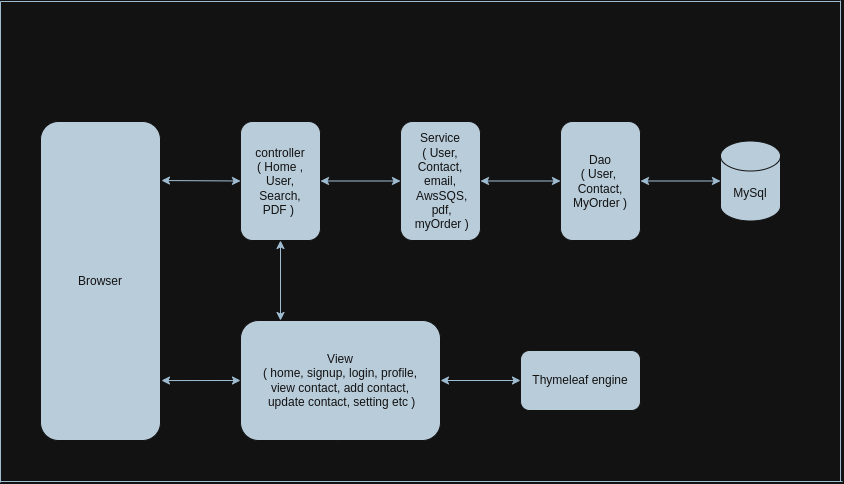 Browser
controller
( Home ,
User,
Search,
PDF )
Service
( User,
Contact,
email,
AwsSQS,
pdf,
myOrder )
Dao
( User,
Contact,
MyOrder )
MySql
View
( home, signup, login, profile,
view contact, add contact,
update contact, setting etc )
Thymeleaf engine